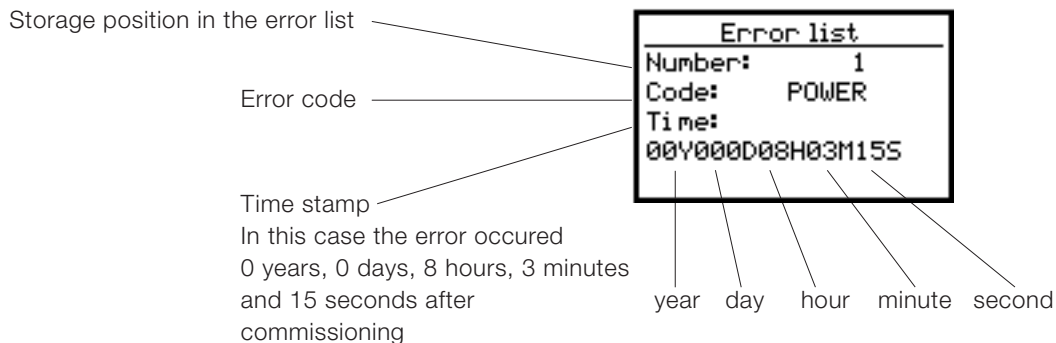 Storage position in the error list
Error code
Time stamp
In this case the error occured
0 years, 0 days, 8 hours, 3 minutes
and 15 seconds after
commissioning
Error list
Number: 1
Code: POWER
Time:
00Y000D08H03M15S
year day hour minute second